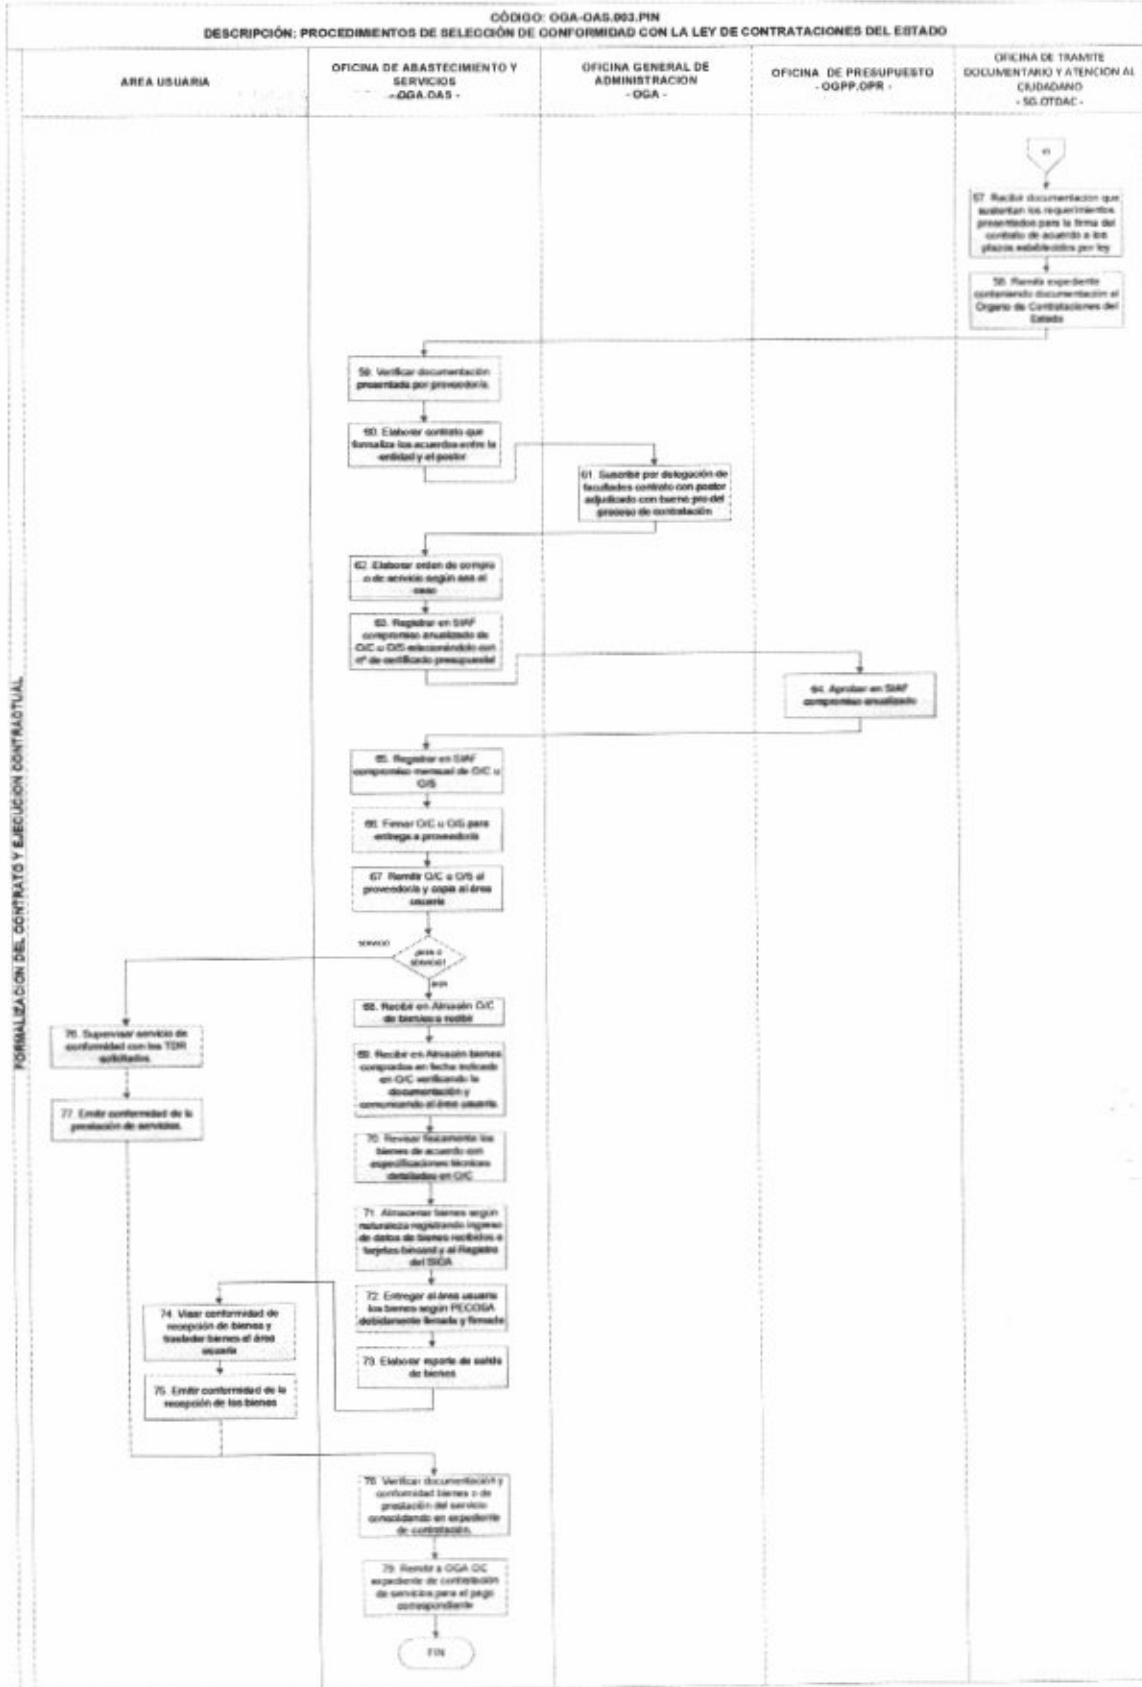 CÓDIGO: OGA-OAS.003.PIN
DESCRIPCIÓN: PROCEDIMIENTOS DE SELECCIÓN DE CONFORMIDAD CON LA LEY DE CONTRATACIONES DEL ESTADO
AREA USUARIA
OFICINA DE ABASTECIMIENTO Y
SERVICIOS
- OGA.OAS -
OFICINA GENERAL DE
ADMINISTRACION
- OGA -
OFICINA DE PRESUPUESTO
- OGPP.OPR -
OFICINA DE TRAMITE
DOCUMENTARIO Y ATENCION AL
CIUDADANO
- SG.OTDAC -
FORMALIZACION DEL CONTRATO Y EJECUCION CONTRACTUAL
57. Recibir documentacion que
sustentan los requerimientos
presentados para la firma del
contrato de acuerdo a los
plazos establecidos por ley
58. Remite expediente
conteniendo documentación al
Organo de Contrataciones del
Estado
59. Verificar documentación
presentada por proveedor/a.
60. Elaborar contrato que
formaliza los acuerdos entre la
entidad y el postor
61. Suscribe por delegación de
facultades contrato con postor
adjudicado con buena pro del
proceso de contratación
62. Elaborar orden de compra
o de servicio según sea el
caso
63. Registrar en SIAF
compromiso anualizado de
O/C u O/S relacionándolo con
n° de certificado presupuestal
64. Aprobar en SIAF
compromiso anualizado
65. Registrar en SIAF
compromiso mensual de O/C u
O/S
66. Firmar O/C u O/S para
entrega a proveedor/a
67. Remitir O/C u O/S al
proveedor/a y copia al área
usuaria
SERVICIO
¿BIEN O
SERVICIO?
BIEN
68. Recibir en Almacén O/C
de bienes a recibir
76. Supervisar servicio de
conformidad con los TDR
solicitados.
69. Recibir en Almacén bienes
comprados en fecha indicada
en O/C verificando la
documentación y
comunicando al área usuaria.
77. Emitir conformidad de la
prestación de servicios.
70. Revisar físicamente los
bienes de acuerdo con
especificaciones técnicas
detalladas en O/C
71. Almacenar bienes según
naturaleza registrando ingreso
de datos de bienes recibidos a
tarjetas bincard y al Registro
del SIGA
72. Entregar al área usuaria
los bienes según PECOSA
debidamente llenada y firmada
74. Visar conformidad de
recepción de bienes y
trasladar bienes al área
usuaria
73. Elaborar reporte de salida
de bienes
75. Emitir conformidad de la
recepción de los bienes
78. Verificar documentación y
conformidad bienes o de
prestación del servicio
consolidando en expediente
de contratación.
79. Remitir a OGA OC
expediente de contratación
de servicios para el pago
correspondiente
FIN